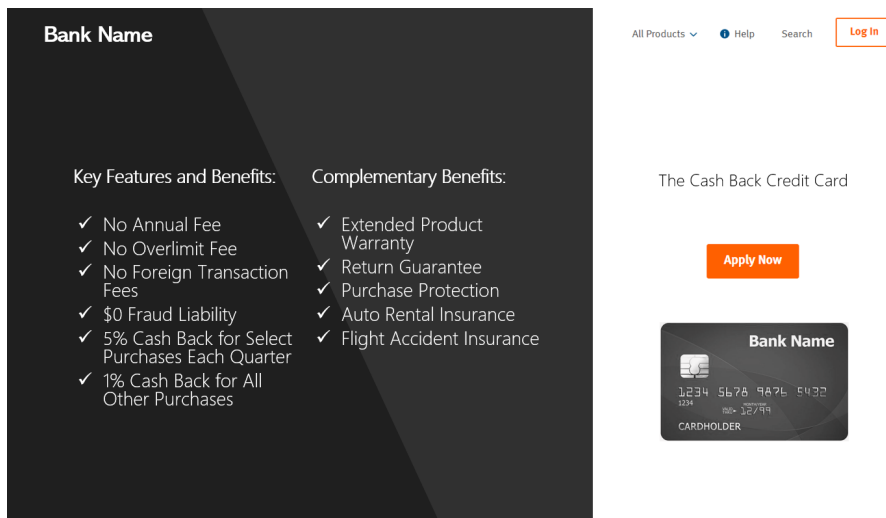 Bank Name
All Products
Help
Search
Log In
Key Features and Benefits:
No Annual Fee
No Overlimit Fee
No Foreign Transaction
Fees
$0 Fraud Liability
5% Cash Back for Select
Purchases Each Quarter
1% Cash Back for All
Other Purchases
Complementary Benefits:
Extended Product
Warranty
Return Guarantee
Purchase Protection
Auto Rental Insurance
Flight Accident Insurance
The Cash Back Credit Card
Apply Now
Bank Name
1234 5678 9876 5432
1234
12/99
CARDHOLDER